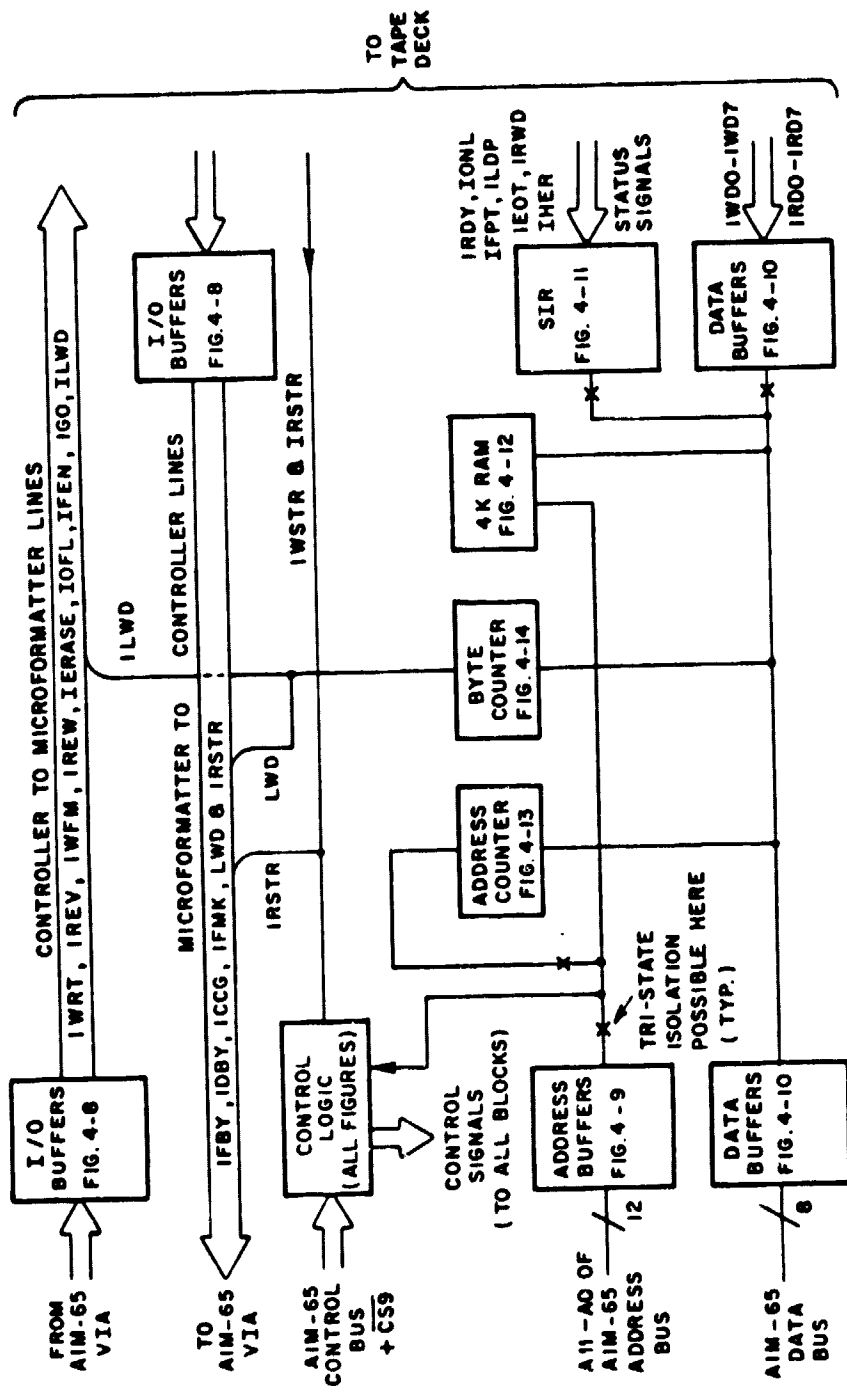 FROM
AIM-65
VIA
I/O
BUFFERS
FIG. 4-8
CONTROLLER TO MICROFORMATTER LINES
IWRT, IREV, IWFM, IREW, IERASE, IOFL, IFEN, IGO, ILWD
ILWD
TO
TAPE
DECK
TO
AIM-65
VIA
MICROFORMATTER TO CONTROLLER LINES
IFBY, IDBY, ICCG, IFMK, LWD & IRSTR
I/O
BUFFERS
FIG. 4-8
IRSTR
LWD
IWSTR & IRSTR
AIM-65
CONTROL
BUS
+ C̅S̅9̅
CONTROL
LOGIC
(ALL FIGURES)
CONTROL
SIGNALS
(TO ALL BLOCKS)
ADDRESS
COUNTER
FIG. 4-13
BYTE
COUNTER
FIG. 4-14
4K RAM
FIG. 4-12
SIR
FIG. 4-11
IRDY, IONL
IFPT, ILDP
IEOT, IRWD
IHER
STATUS
SIGNALS
A11-A0 OF
AIM-65
ADDRESS
BUS
12
ADDRESS
BUFFERS
FIG. 4-9
TRI-STATE
ISOLATION
POSSIBLE HERE
(TYP.)
AIM-65
DATA
BUS
8
DATA
BUFFERS
FIG. 4-10
DATA
BUFFERS
FIG. 4-10
IWD0-IWD7
IRD0-IRD7